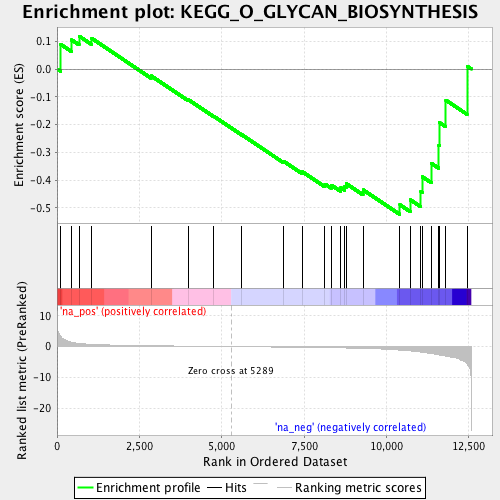 Enrichment plot: KEGG_O_GLYCAN_BIOSYNTHESIS
Enrichment score (ES)
0.1
0.0
-0.1
-0.2
-0.3
-0.4
-0.5
'na_pos' (positively correlated)
Ranked list metric (PreRanked)
10
0
-10
-20
Zero cross at 5289
'na_neg' (negatively correlated)
0
2,500
5,000
7,500
10,000
12,500
Rank in Ordered Dataset
Enrichment profile
Hits
Ranking metric scores